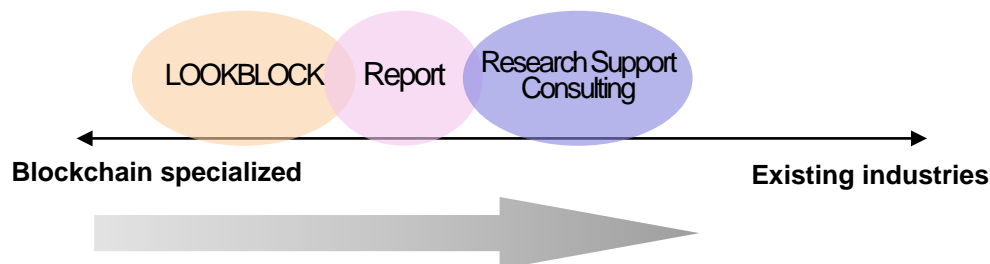 LOOKBLOCK
Report
Research Support
Consulting
Blockchain specialized
Existing industries